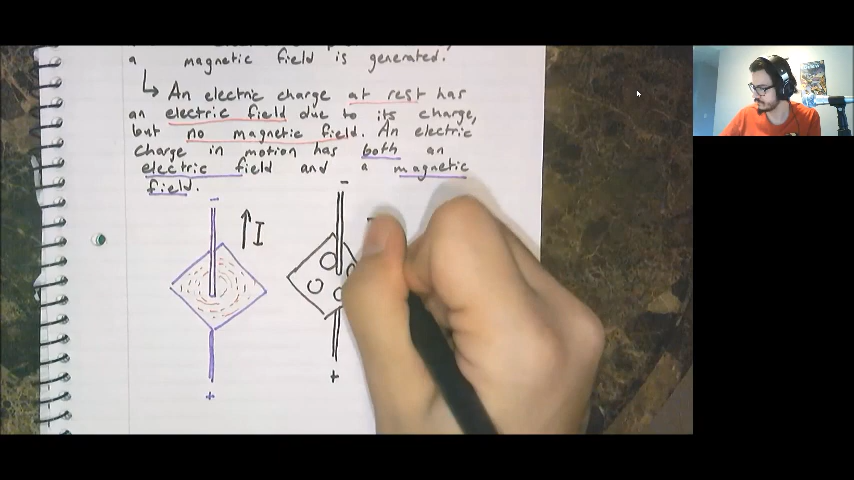 a magnetic field is generated?
↳ An electric charge at rest has
an electric field due to its charge,
but no magnetic field. An electric
charge in motion has both an
electric field and a magnetic
field.
- ↑ I -
+ +